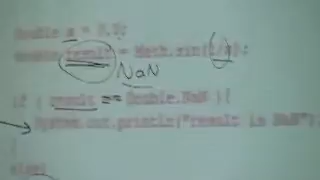 double x = 0.0;
double result = Math.sin(1/x);
NaN
if ( result == Double.NaN ){
System.out.println("result is NaN");
}
else